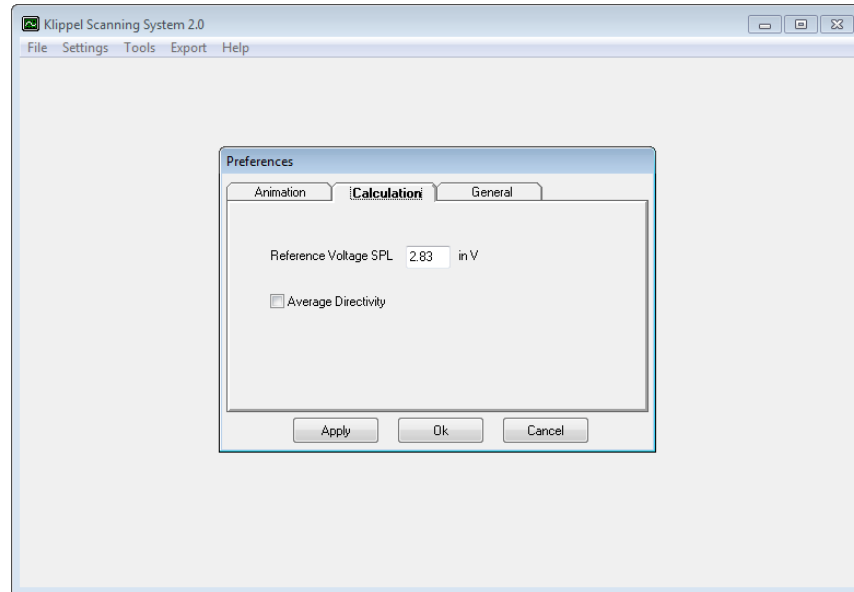 Klippel Scanning System 2.0
File Settings Tools Export Help
Preferences
Animation Calculation General
Reference Voltage SPL 2.83 in V
Average Directivity
Apply Ok Cancel